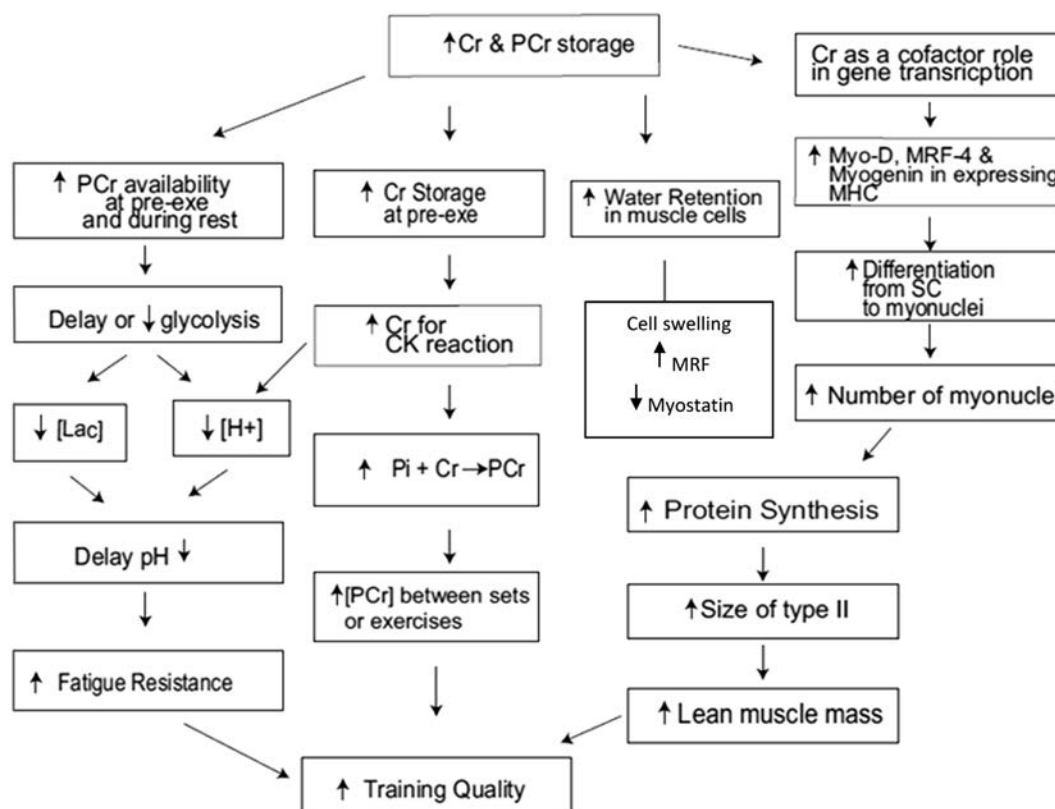 ↑Cr & PCr storage
Cr as a cofactor role
in gene transricption
↑ PCr availability
at pre-exe
and during rest
↑ Cr Storage
at pre-exe
↑ Water Retention
in muscle cells
↑ Myo-D, MRF-4 &
Myogenin in expressing
MHC
Delay or ↓ glycolysis
↑ Cr for
CK reaction
Cell swelling
↑ MRF
↓ Myostatin
↑ Differentiation
from SC
to myonuclei
↓ [Lac]
↓ [H+]
↑ Number of myonucle
↑ Pi + Cr→PCr
↑ Protein Synthesis
Delay pH ↓
↑[PCr] between sets
or exercises
↑Size of type II
↑ Fatigue Resistance
↑ Lean muscle mass
↑ Training Quality